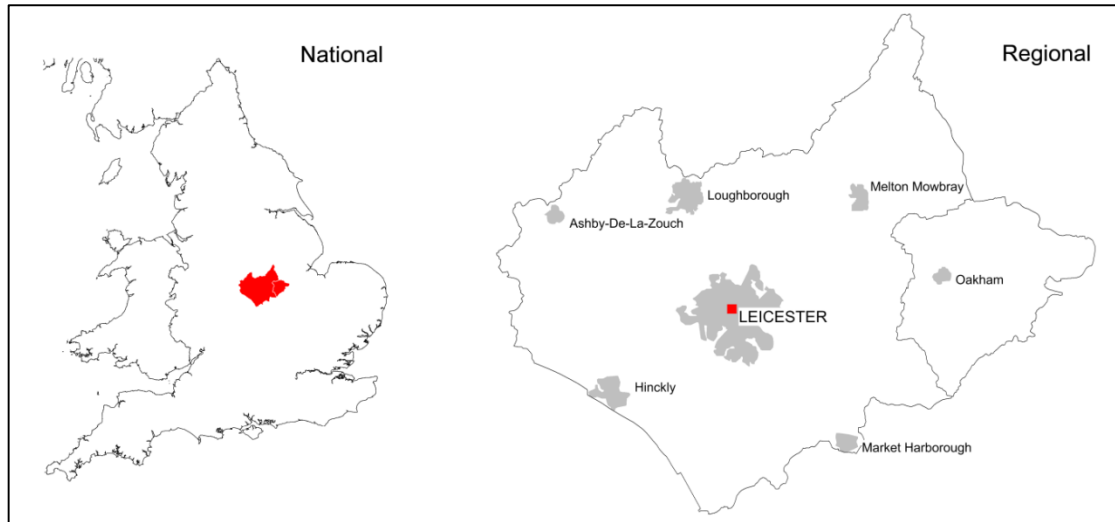 National
Regional
Loughborough
Melton Mowbray
Ashby-De-La-Zouch
Oakham
LEICESTER
Hinckly
Market Harborough